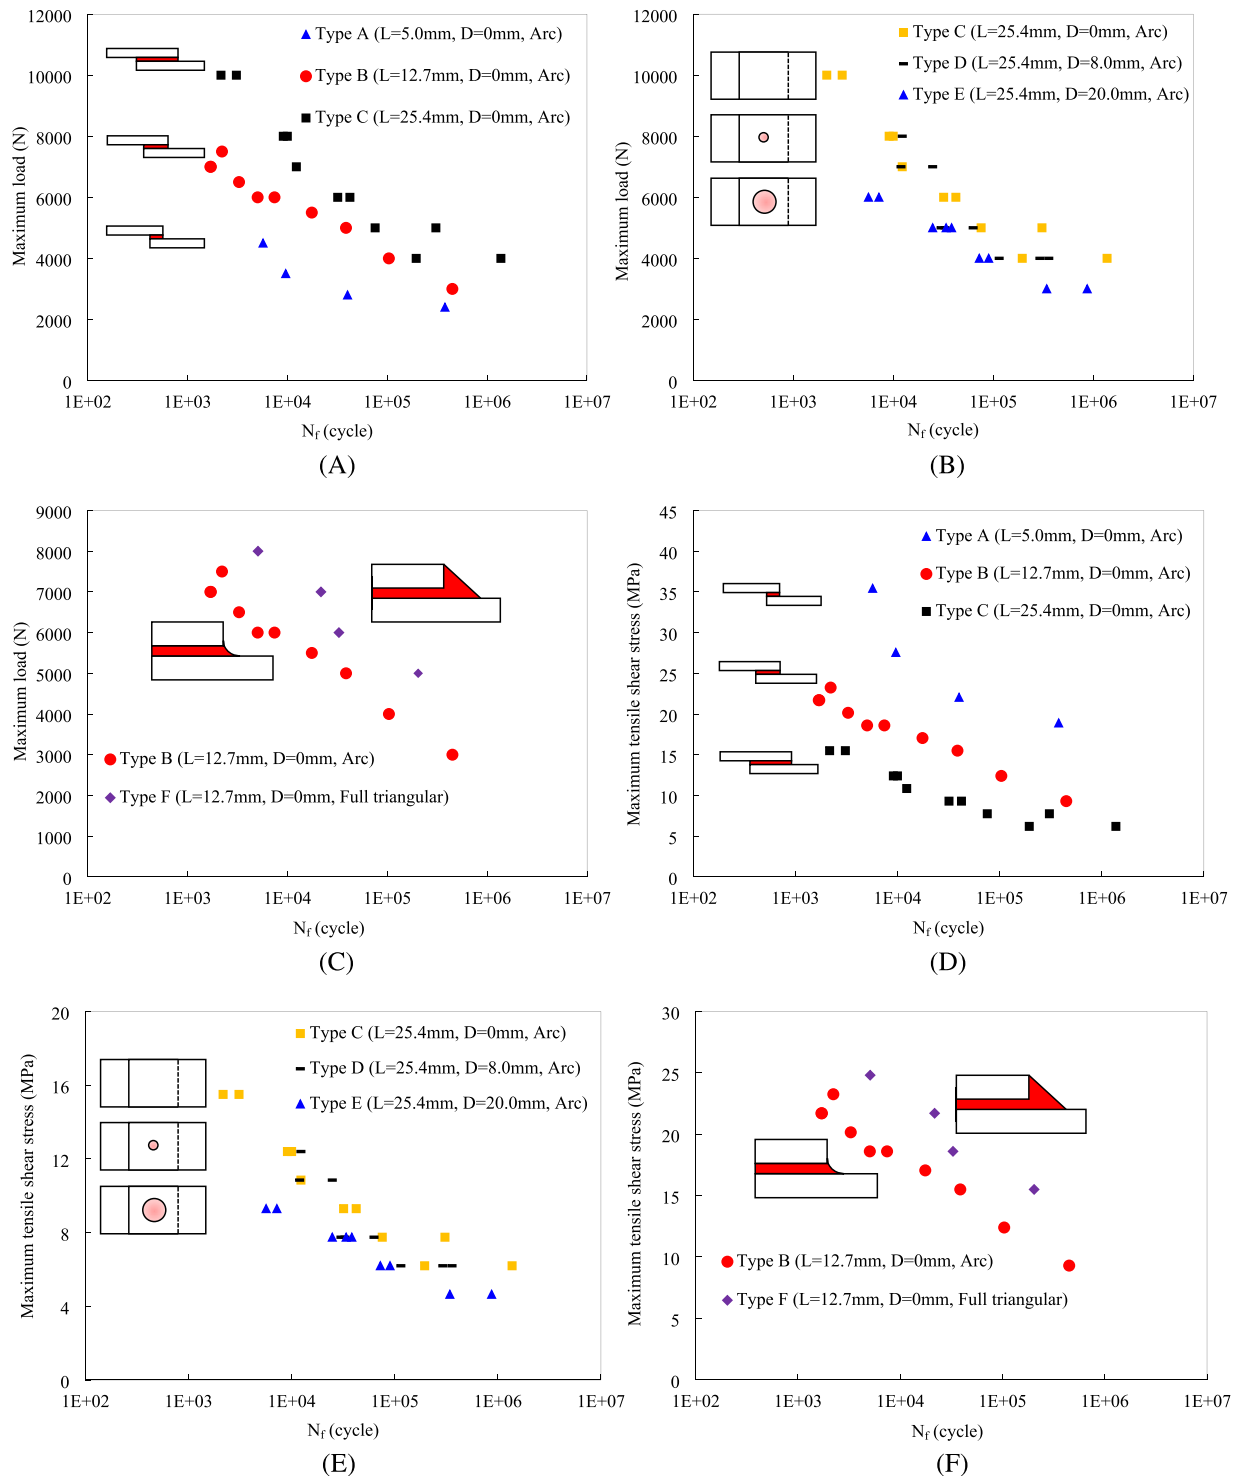 12000
10000
8000
6000
4000
2000
0
Maximum load (N)
Type A (L=5.0mm, D=0mm, Arc)
Type B (L=12.7mm, D=0mm, Arc)
Type C (L=25.4mm, D=0mm, Arc)
1E+02 1E+03 1E+04 1E+05 1E+06 1E+07
Nf (cycle)
(A)
12000
10000
8000
6000
4000
2000
0
Maximum load (N)
Type C (L=25.4mm, D=0mm, Arc)
Type D (L=25.4mm, D=8.0mm, Arc)
Type E (L=25.4mm, D=20.0mm, Arc)
1E+02 1E+03 1E+04 1E+05 1E+06 1E+07
Nf (cycle)
(B)
9000
8000
7000
6000
5000
4000
3000
2000
1000
0
Maximum load (N)
Type B (L=12.7mm, D=0mm, Arc)
Type F (L=12.7mm, D=0mm, Full triangular)
1E+02 1E+03 1E+04 1E+05 1E+06 1E+07
Nf (cycle)
(C)
45
40
35
30
25
20
15
10
5
0
Maximum tensile shear stress (MPa)
Type A (L=5.0mm, D=0mm, Arc)
Type B (L=12.7mm, D=0mm, Arc)
Type C (L=25.4mm, D=0mm, Arc)
1E+02 1E+03 1E+04 1E+05 1E+06 1E+07
Nf (cycle)
(D)
20
16
12
8
4
0
Maximum tensile shear stress (MPa)
Type C (L=25.4mm, D=0mm, Arc)
Type D (L=25.4mm, D=8.0mm, Arc)
Type E (L=25.4mm, D=20.0mm, Arc)
1E+02 1E+03 1E+04 1E+05 1E+06 1E+07
Nf (cycle)
(E)
30
25
20
15
10
5
0
Maximum tensile shear stress (MPa)
Type B (L=12.7mm, D=0mm, Arc)
Type F (L=12.7mm, D=0mm, Full triangular)
1E+02 1E+03 1E+04 1E+05 1E+06 1E+07
Nf (cycle)
(F)